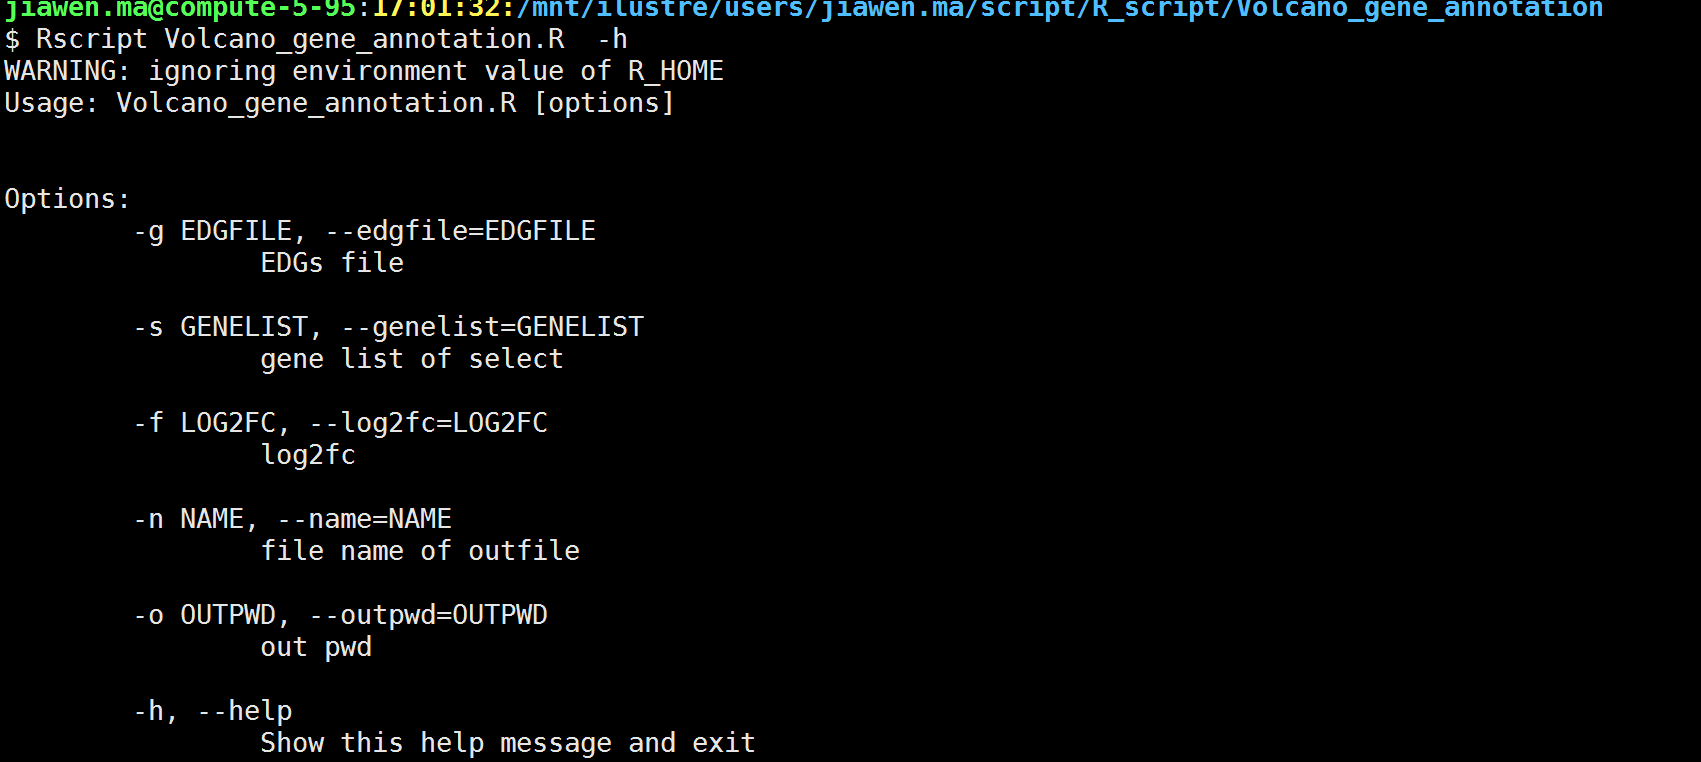 jiawen.ma@compute-5-95:17:01:32:/mnt/ilustre/users/jiawen.ma/script/R_script/Volcano_gene_annotation
$ Rscript Volcano_gene_annotation.R  -h
WARNING: ignoring environment value of R_HOME
Usage: Volcano_gene_annotation.R [options]
Options:
-g EDGFILE, --edgfile=EDGFILE
EDGs file
-s GENELIST, --genelist=GENELIST
gene list of select
-f LOG2FC, --log2fc=LOG2FC
log2fc
-n NAME, --name=NAME
file name of outfile
-o OUTPWD, --outpwd=OUTPWD
out pwd
-h, --help
Show this help message and exit